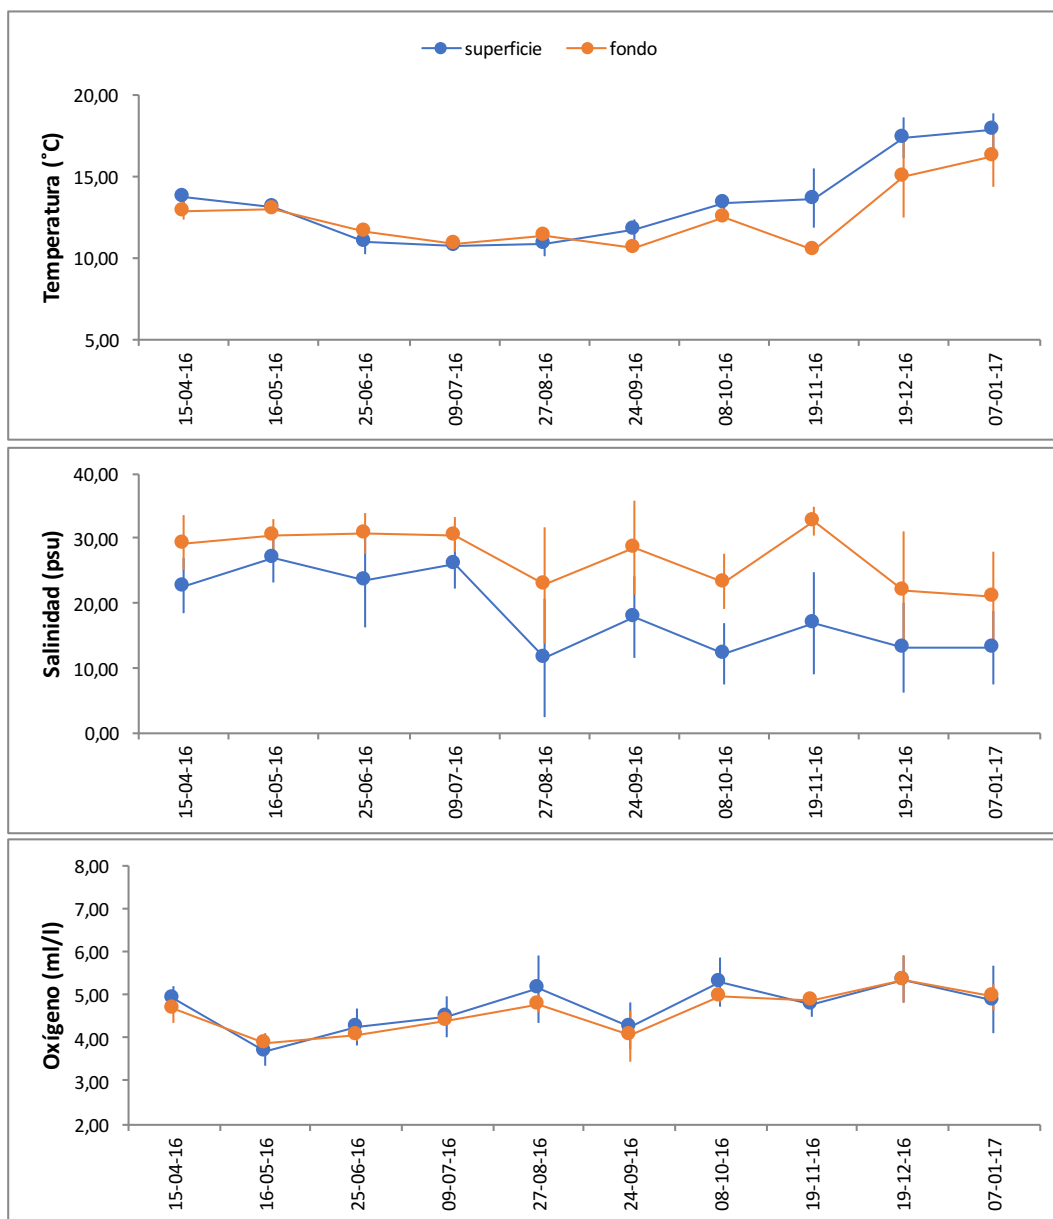 superficie fondo
Temperatura (˚C)
20,00
15,00
10,00
5,00
15-04-16 16-05-16 25-06-16 09-07-16 27-08-16 24-09-16 08-10-16 19-11-16 19-12-16 07-01-17
Salinidad (psu)
40,00
30,00
20,00
10,00
0,00
15-04-16 16-05-16 25-06-16 09-07-16 27-08-16 24-09-16 08-10-16 19-11-16 19-12-16 07-01-17
Oxígeno (ml/l)
8,00
7,00
6,00
5,00
4,00
3,00
2,00
15-04-16 16-05-16 25-06-16 09-07-16 27-08-16 24-09-16 08-10-16 19-11-16 19-12-16 07-01-17